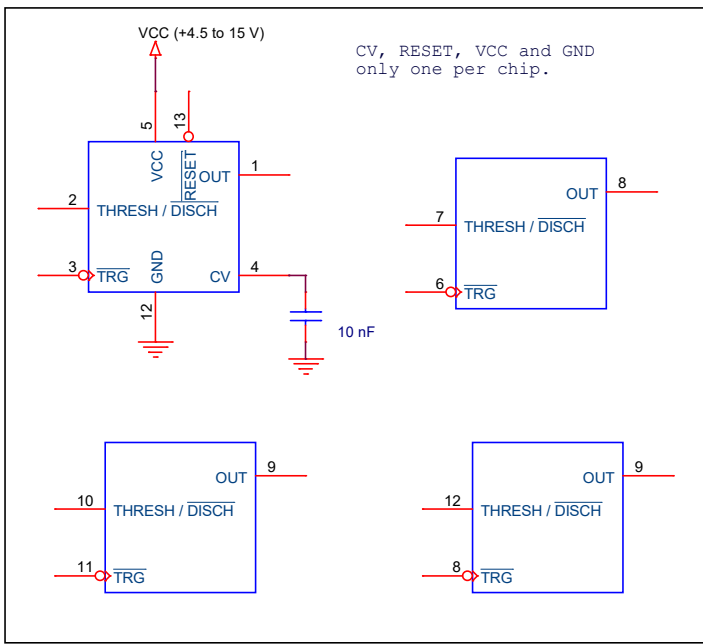 VCC (+4.5 to 15 V)
CV, RESET, VCC and GND
only one per chip.
5
13
VCC
RESET
OUT
1
2
THRESH / DISCH
3
TRG
GND
CV
4
12
10 nF
OUT
8
7
THRESH / DISCH
6
TRG
OUT
9
10
THRESH / DISCH
11
TRG
OUT
9
12
THRESH / DISCH
8
TRG